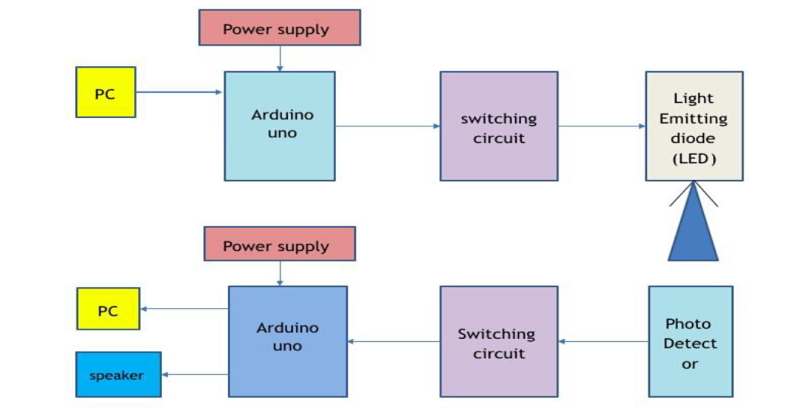 Power supply
PC
Arduino
uno
switching
circuit
Light
Emitting
diode
(LED)
Power supply
PC
Arduino
uno
Switching
circuit
Photo
Detect
or
speaker